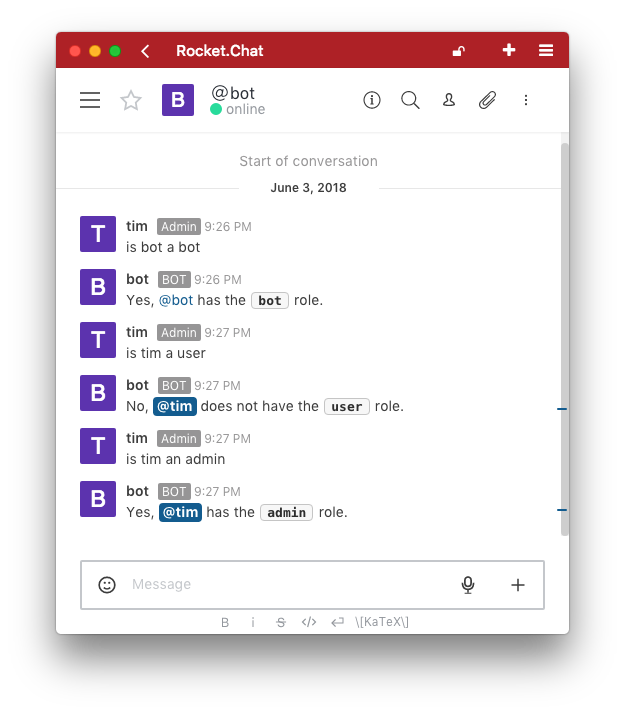 Rocket.Chat
B
@bot
online
Start of conversation
June 3, 2018
T
tim Admin 9:26 PM
is bot a bot
B
bot BOT 9:26 PM
Yes, @bot has the bot role.
T
tim Admin 9:27 PM
is tim a user
B
bot BOT 9:27 PM
No, @tim does not have the user role.
T
tim Admin 9:27 PM
is tim an admin
B
bot BOT 9:27 PM
Yes, @tim has the admin role.
Message
B i S </> \[KaTeX\]